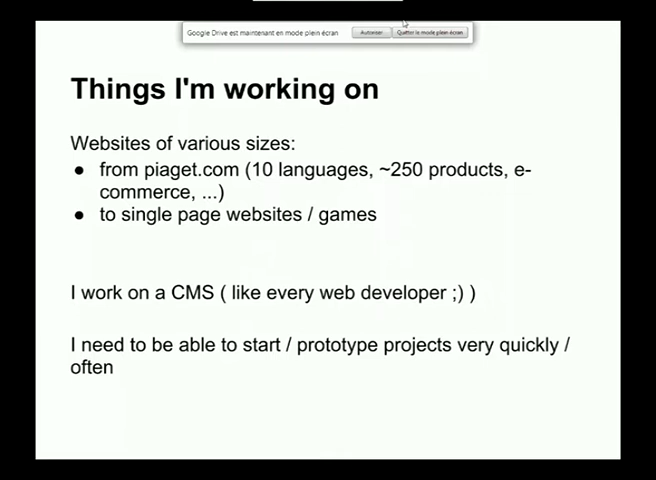 Google Drive est maintenant en mode plein écran Autoriser Quitter le mode plein écran
Things I'm working on
Websites of various sizes:
● from piaget.com (10 languages, ~250 products, e-
commerce, ...)
● to single page websites / games
I work on a CMS ( like every web developer ;) )
I need to be able to start / prototype projects very quickly /
often